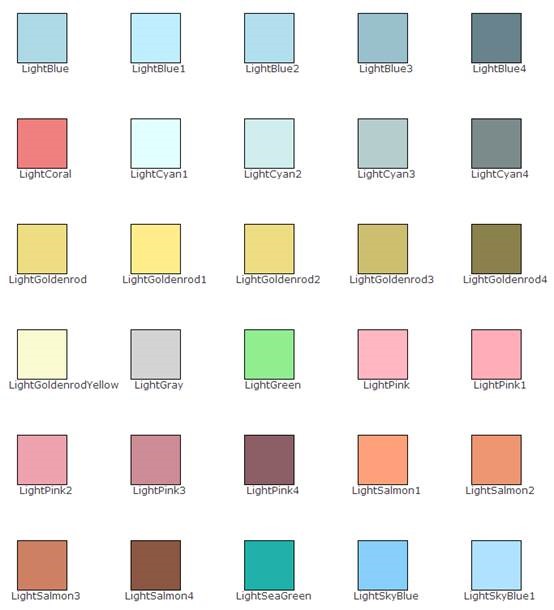 LightBlue LightBlue1 LightBlue2 LightBlue3 LightBlue4
LightCoral LightCyan1 LightCyan2 LightCyan3 LightCyan4
LightGoldenrod LightGoldenrod1 LightGoldenrod2 LightGoldenrod3 LightGoldenrod4
LightGoldenrodYellow LightGray LightGreen LightPink LightPink1
LightPink2 LightPink3 LightPink4 LightSalmon1 LightSalmon2
LightSalmon3 LightSalmon4 LightSeaGreen LightSkyBlue LightSkyBlue1